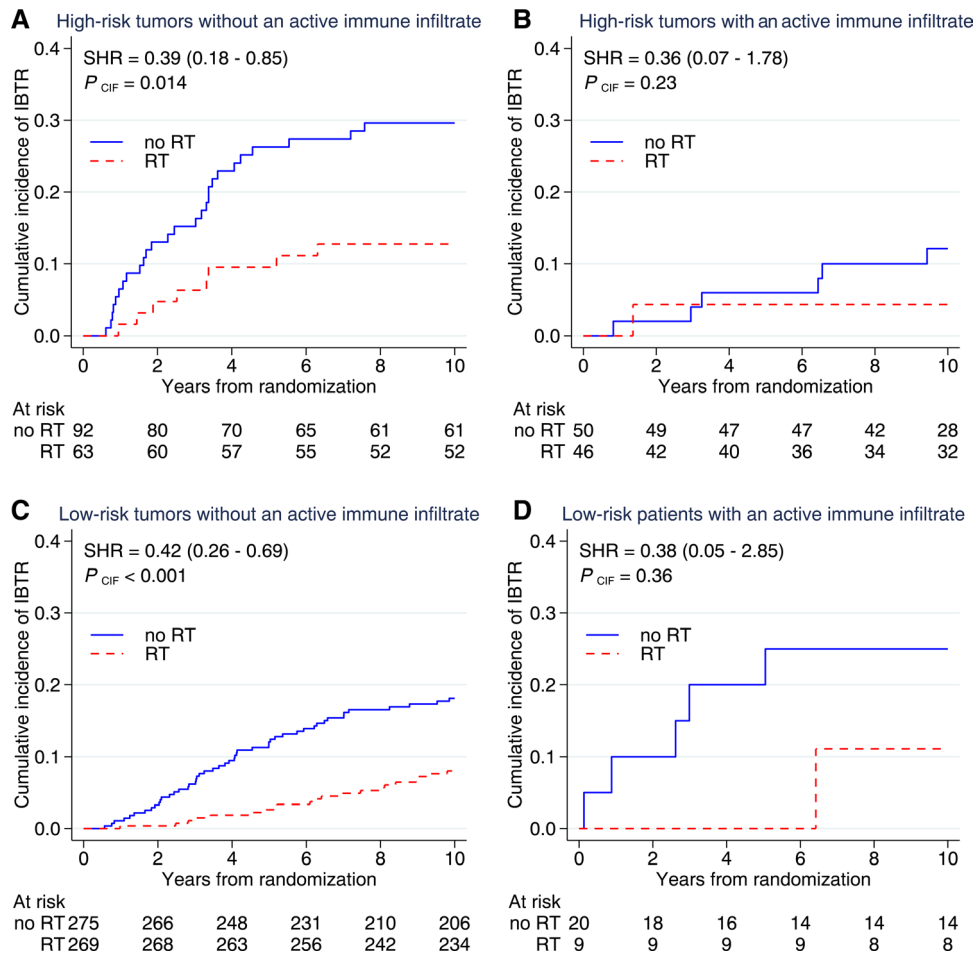 A High-risk tumors without an active immune infiltrate
SHR = 0.39 (0.18 - 0.85)
P CIF = 0.014
no RT
RT
Cumulative incidence of IBTR
0.4
0.3
0.2
0.1
0.0
0 2 4 6 8 10
Years from randomization
At risk
no RT 92 80 70 65 61 61
RT 63 60 57 55 52 52
B High-risk tumors with an active immune infiltrate
SHR = 0.36 (0.07 - 1.78)
P CIF = 0.23
no RT
RT
Cumulative incidence of IBTR
0.4
0.3
0.2
0.1
0.0
0 2 4 6 8 10
Years from randomization
At risk
no RT 50 49 47 47 42 28
RT 46 42 40 36 34 32
C Low-risk tumors without an active immune infiltrate
SHR = 0.42 (0.26 - 0.69)
P CIF < 0.001
no RT
RT
Cumulative incidence of IBTR
0.4
0.3
0.2
0.1
0.0
0 2 4 6 8 10
Years from randomization
At risk
no RT 275 266 248 231 210 206
RT 269 268 263 256 242 234
D Low-risk patients with an active immune infiltrate
SHR = 0.38 (0.05 - 2.85)
P CIF = 0.36
no RT
RT
Cumulative incidence of IBTR
0.4
0.3
0.2
0.1
0.0
0 2 4 6 8 10
Years from randomization
At risk
no RT 20 18 16 14 14 14
RT 9 9 9 9 8 8